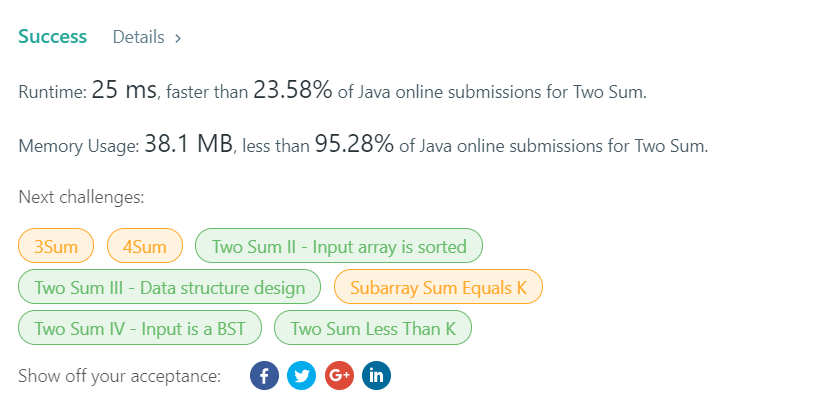 Success Details >
Runtime: 25 ms, faster than 23.58% of Java online submissions for Two Sum.
Memory Usage: 38.1 MB, less than 95.28% of Java online submissions for Two Sum.
Next challenges:
3Sum 4Sum Two Sum II - Input array is sorted
Two Sum III - Data structure design Subarray Sum Equals K
Two Sum IV - Input is a BST Two Sum Less Than K
Show off your acceptance: f G+ in